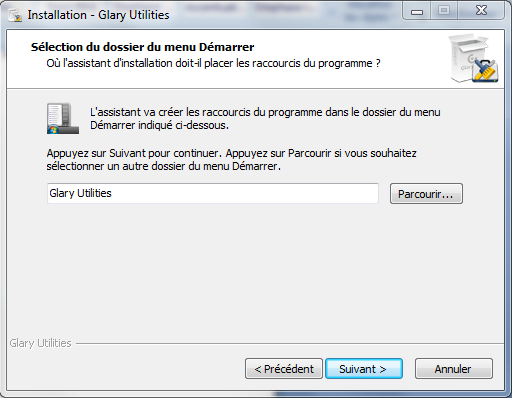 Installation - Glary Utilities
Sélection du dossier du menu Démarrer
Où l'assistant d'installation doit-il placer les raccourcis du programme ?
L'assistant va créer les raccourcis du programme dans le dossier du menu
Démarrer indiqué ci-dessous.
Appuyez sur Suivant pour continuer. Appuyez sur Parcourir si vous souhaitez
sélectionner un autre dossier du menu Démarrer.
Glary Utilities
Parcourir...
Glary Utilities
< Précédent
Suivant >
Annuler